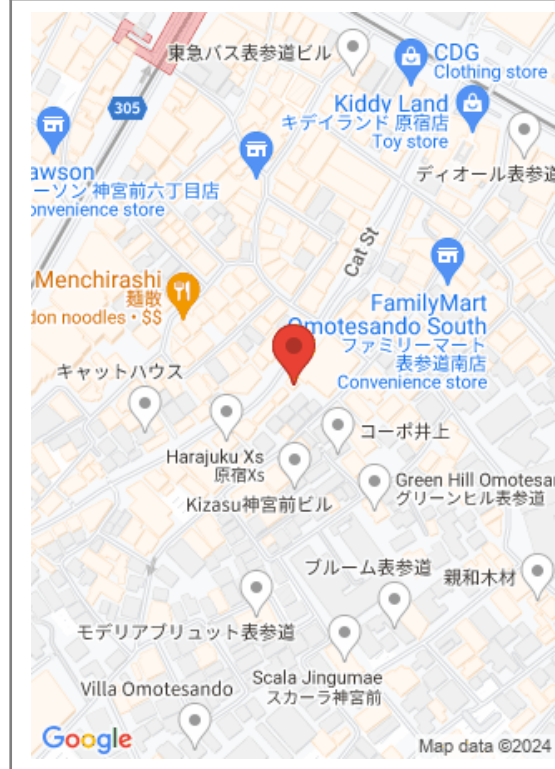 東急バス表参道ビル
CDG
Clothing store
305
Kiddy Land
キデイランド 原宿店
Toy store
ディオール表参道
awson
ーソン 神宮前六丁目店
onvenience store
Cat St
Menchirashi
麺散
don noodles • $$
FamilyMart
Omotesando South
ファミリーマート
表参道南店
Convenience store
キャットハウス
コーポ井上
Harajuku Xs
原宿Xs
Green Hill Omotesan
グリーンヒル表参道
Kizasu神宮前ビル
ブルーム表参道
親和木材
モデリアブリュット表参道
Scala Jingumae
スカーラ神宮前
Villa Omotesando
Google
Map data ©2024